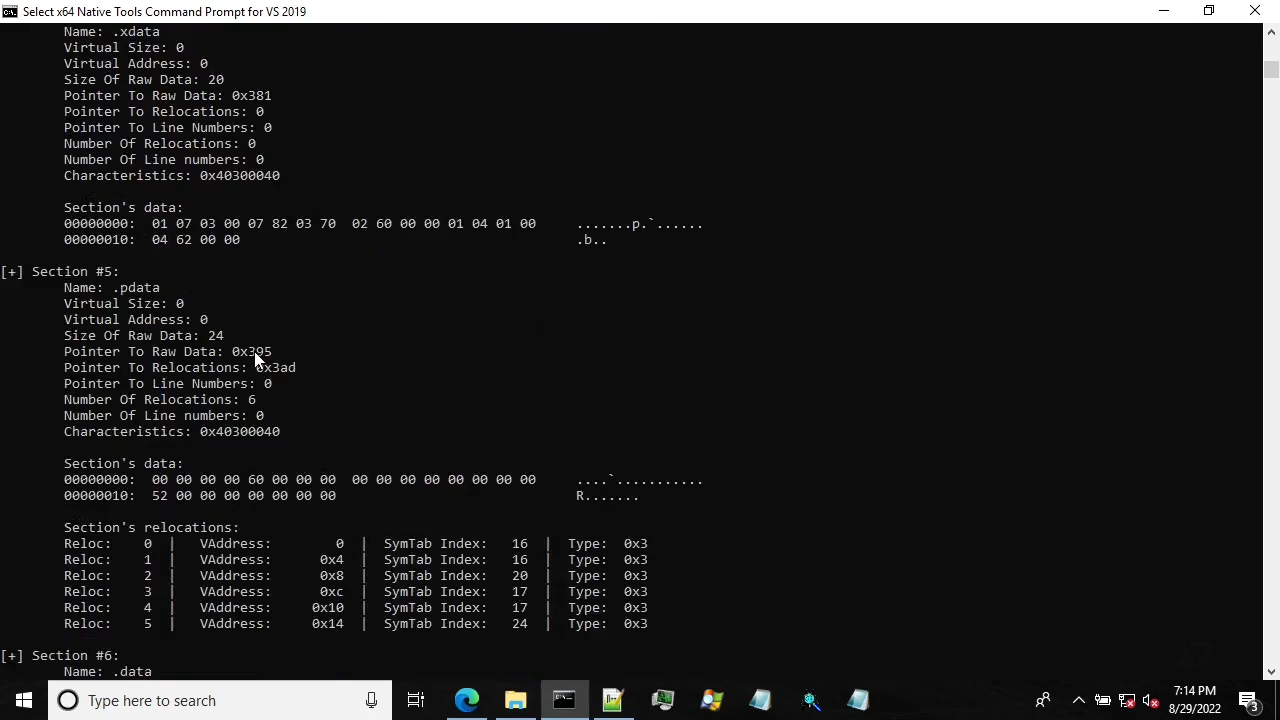 Select x64 Native Tools Command Prompt for VS 2019
Name: .xdata
Virtual Size: 0
Virtual Address: 0
Size Of Raw Data: 20
Pointer To Raw Data: 0x381
Pointer To Relocations: 0
Pointer To Line Numbers: 0
Number Of Relocations: 0
Number Of Line numbers: 0
Characteristics: 0x40300040
Section's data:
00000000: 01 07 03 00 07 82 03 70 02 60 00 00 01 04 01 00 .......p.`......
00000010: 04 62 00 00 .b..
[+] Section #5:
Name: .pdata
Virtual Size: 0
Virtual Address: 0
Size Of Raw Data: 24
Pointer To Raw Data: 0x395
Pointer To Relocations: 0x3ad
Pointer To Line Numbers: 0
Number Of Relocations: 6
Number Of Line numbers: 0
Characteristics: 0x40300040
Section's data:
00000000: 00 00 00 00 60 00 00 00 00 00 00 00 00 00 00 00 ....`...........
00000010: 52 00 00 00 00 00 00 00 R.......
Section's relocations:
Reloc: 0 | VAddress: 0 | SymTab Index: 16 | Type: 0x3
Reloc: 1 | VAddress: 0x4 | SymTab Index: 16 | Type: 0x3
Reloc: 2 | VAddress: 0x8 | SymTab Index: 20 | Type: 0x3
Reloc: 3 | VAddress: 0xc | SymTab Index: 17 | Type: 0x3
Reloc: 4 | VAddress: 0x10 | SymTab Index: 17 | Type: 0x3
Reloc: 5 | VAddress: 0x14 | SymTab Index: 24 | Type: 0x3
[+] Section #6:
Name: .data
Type here to search
7:14 PM
8/29/2022
3